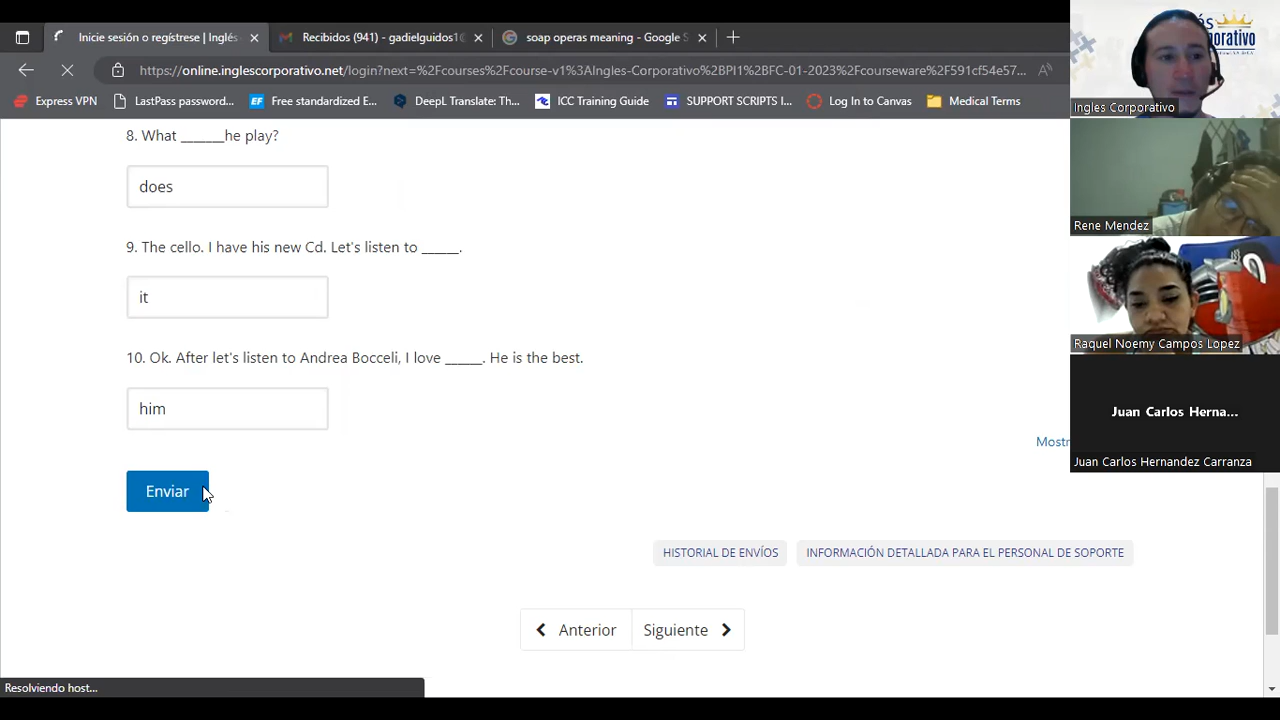 Inicie sesión o regístrese | Inglés
Recibidos (941) - gadielguidos1@
soap operas meaning - Google S
https://online.inglescorporativo.net/login?next=%2Fcourses%2Fcourse-v1%3AIngles-Corporativo%2BPI1%2BFC-01-2023%2Fcourseware%2F591cf54e57...
Express VPN
LastPass password...
EF Free standardized E...
DeepL Translate: Th...
ICC Training Guide
SUPPORT SCRIPTS I...
Log In to Canvas
Medical Terms
8. What _______he play?
does
9. The cello. I have his new Cd. Let's listen to ______.
it
10. Ok. After let's listen to Andrea Bocceli, I love ______. He is the best.
him
Mostr
Enviar
HISTORIAL DE ENVÍOS
INFORMACIÓN DETALLADA PARA EL PERSONAL DE SOPORTE
Anterior
Siguiente
Resolviendo host...
Ingles Corporativo
Rene Mendez
Raquel Noemy Campos Lopez
Juan Carlos Herna...
Juan Carlos Hernandez Carranza